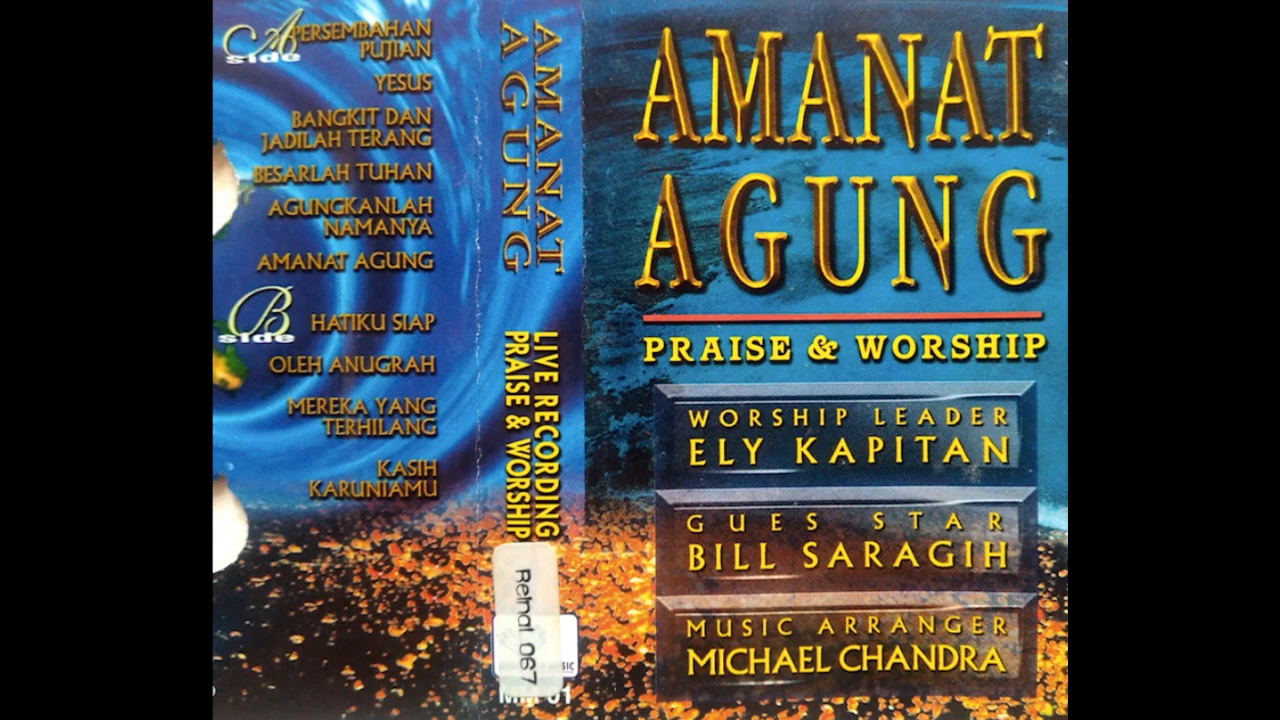 A side
PERSEMBAHAN
PUJIAN
YESUS
BANGKIT DAN
JADILAH TERANG
BESARLAH TUHAN
AGUNGKANLAH
NAMANYA
AMANAT AGUNG
B side
HATIKU SIAP
OLEH ANUGRAH
MEREKA YANG
TERHILANG
KASIH
KARUNIAMU
AMANAT
AGUNG
LIVE RECORDING
PRAISE & WORSHIP
Retnat 067
AMANAT
AGUNG
PRAISE & WORSHIP
WORSHIP LEADER
ELY KAPITAN
GUES STAR
BILL SARAGIH
MUSIC ARRANGER
MICHAEL CHANDRA